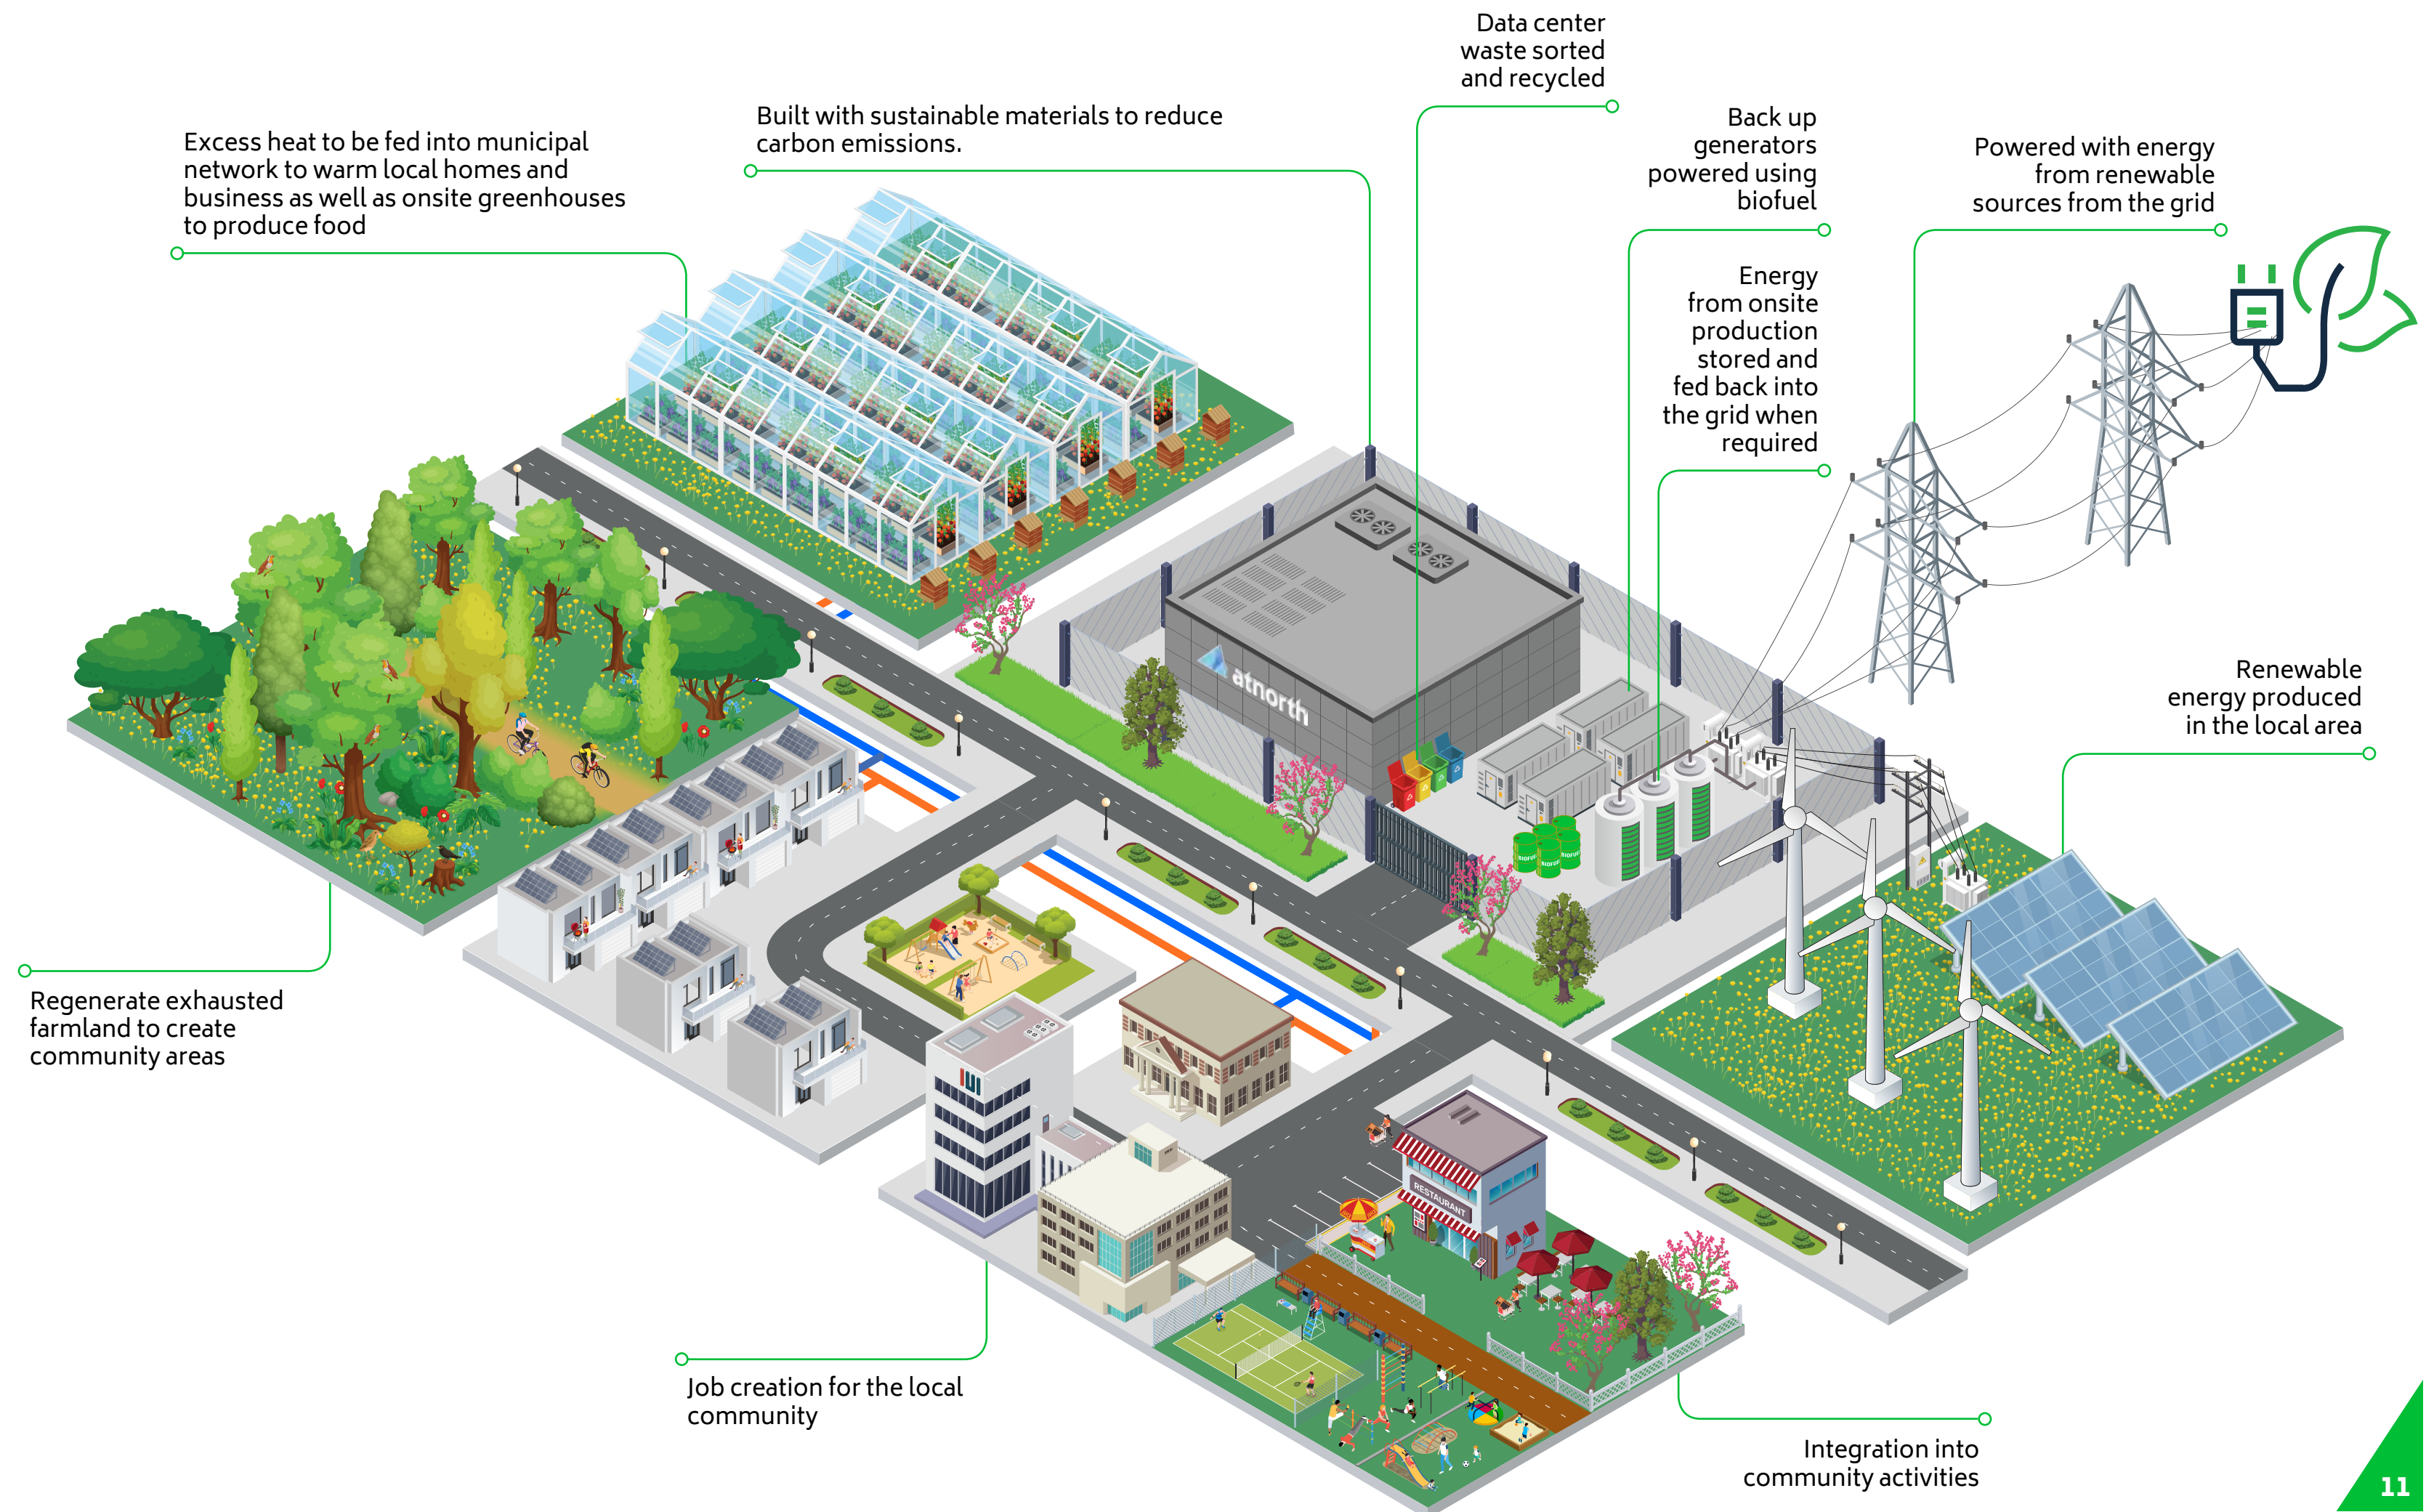 Data center
waste sorted
and recycled
Built with sustainable materials to reduce
carbon emissions.
Back up
generators
powered using
biofuel
Excess heat to be fed into municipal
network to warm local homes and
business as well as onsite greenhouses
to produce food
Powered with energy
from renewable
sources from the grid
Energy
from onsite
production
stored and
fed back into
the grid when
required
atnorth
Renewable
energy produced
in the local area
BIOFUEL
BIOFUEL
Regenerate exhausted
farmland to create
community areas
RESTAURANT
Job creation for the local
community
Integration into
community activities
11